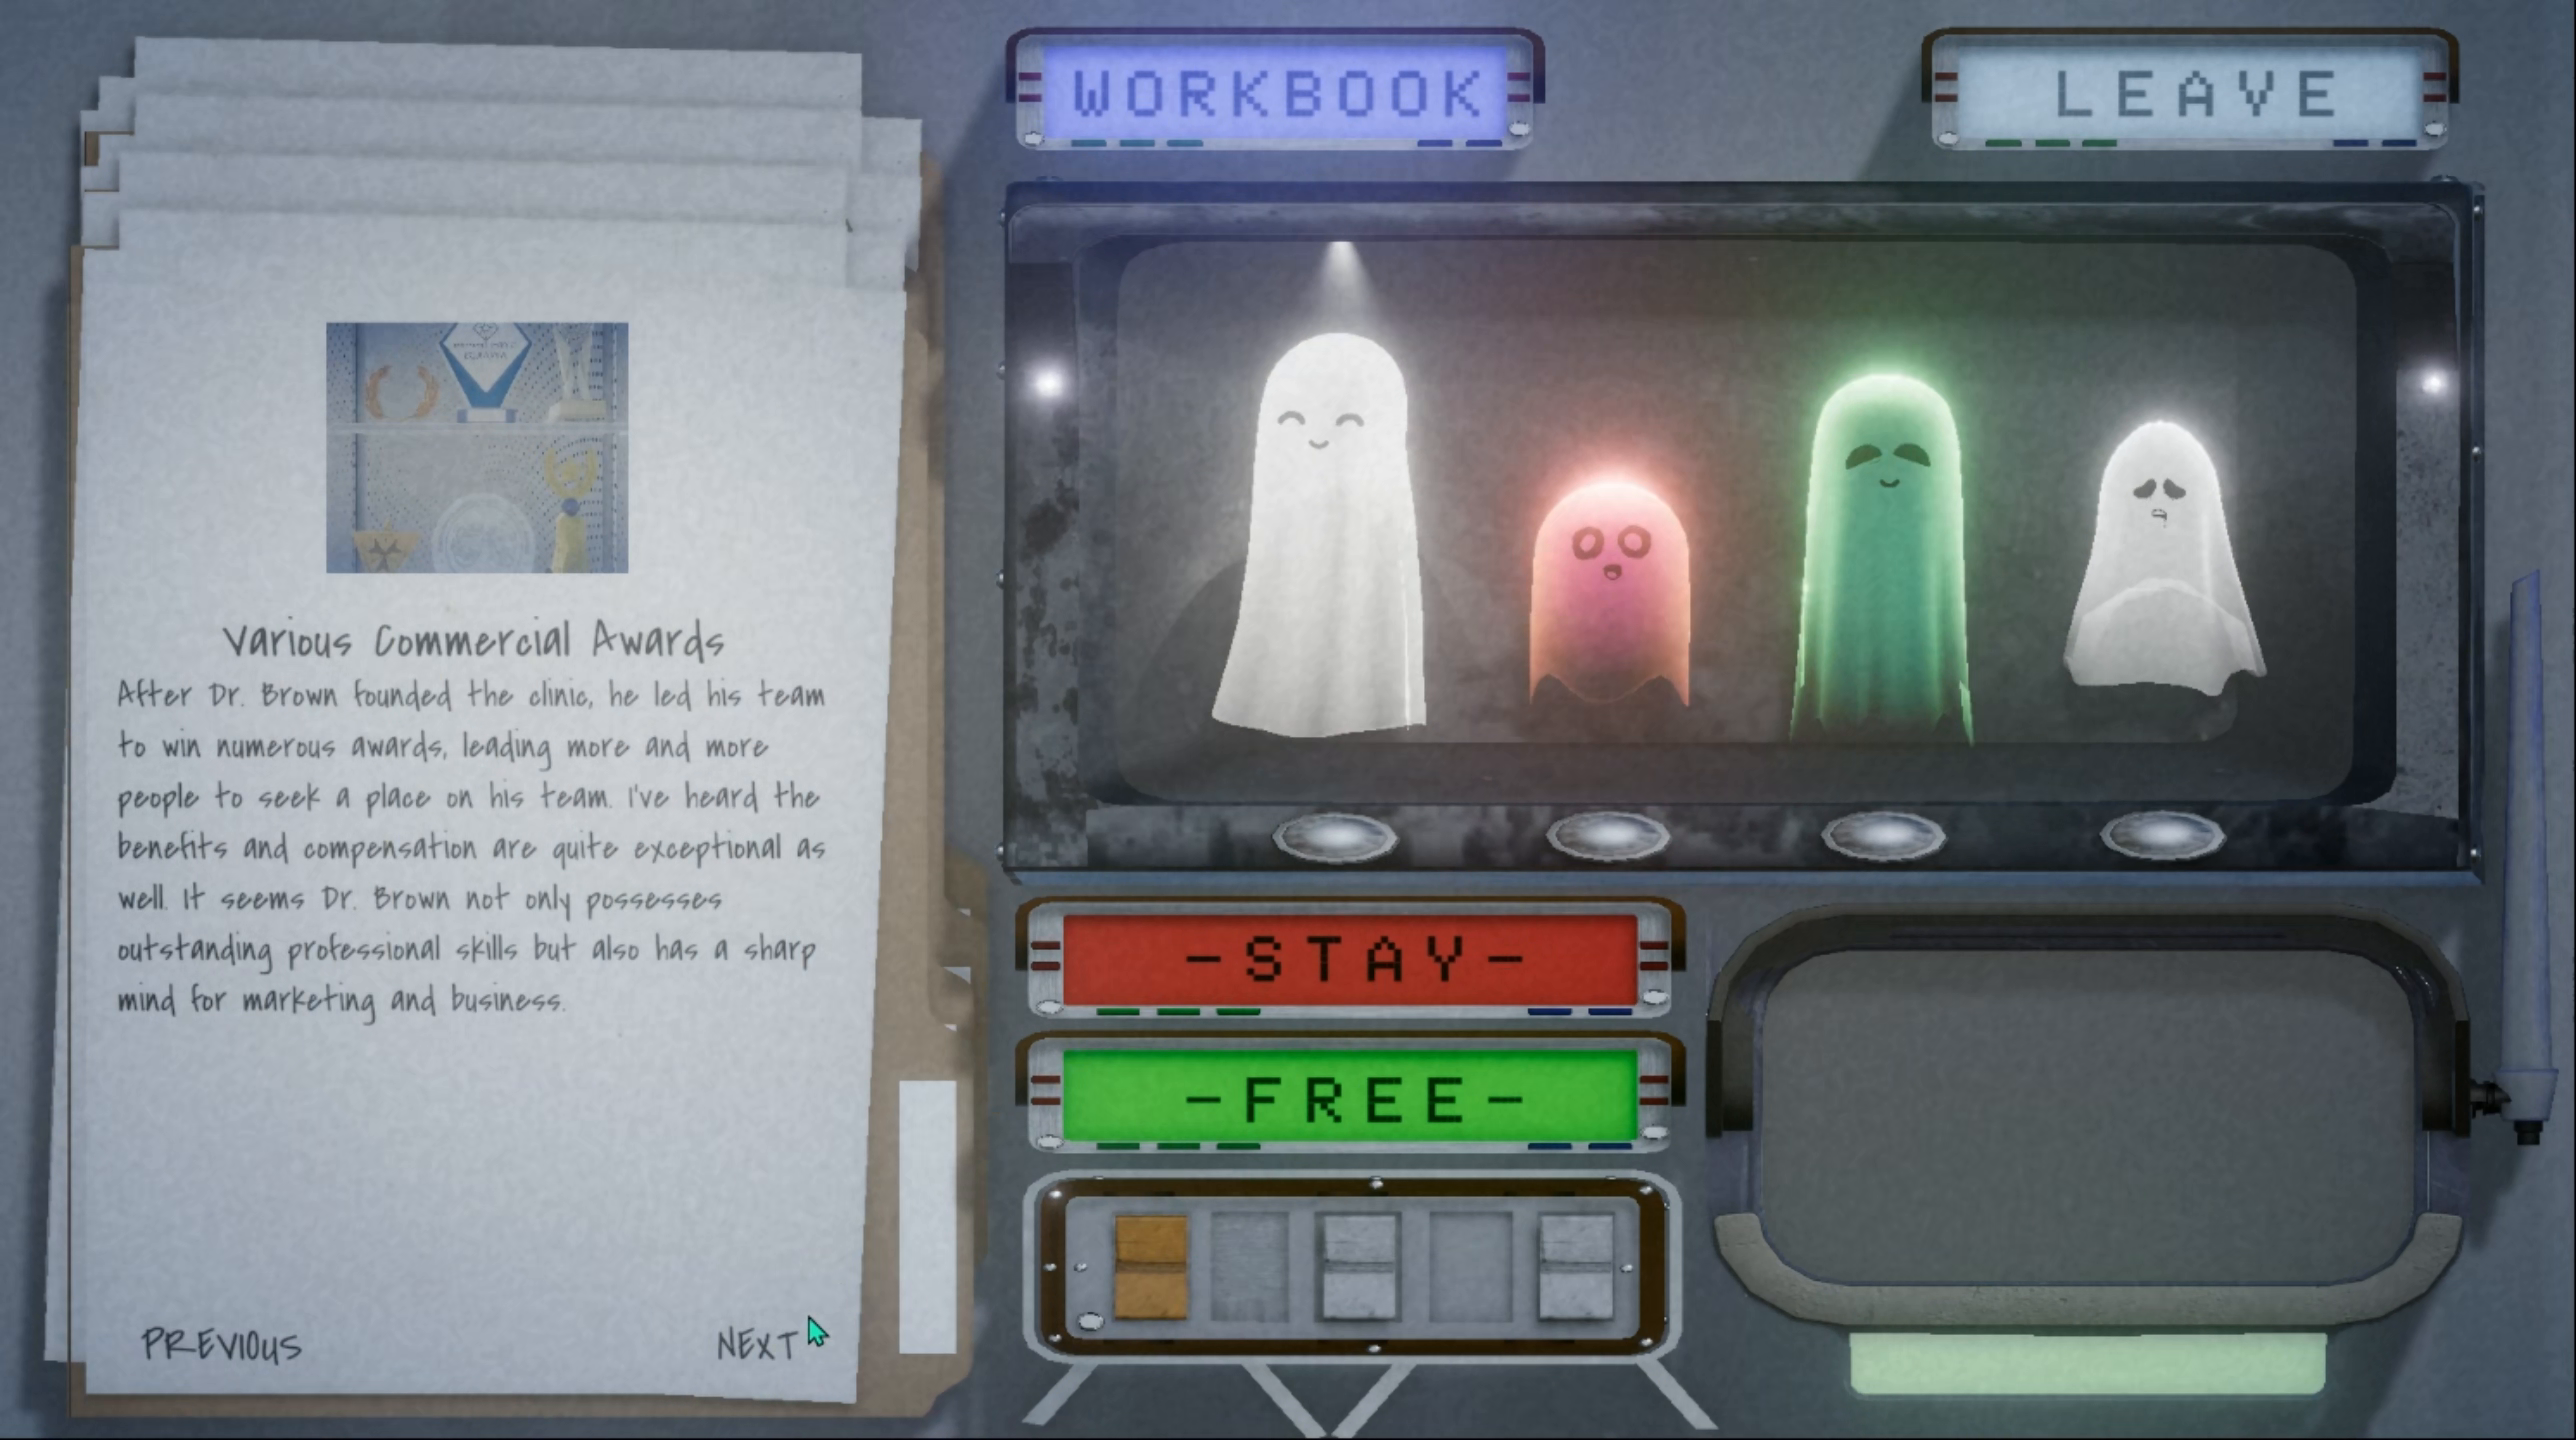 WORKBOOK
LEAVE
Various Commercial Awards
After Dr. Brown founded the clinic, he led his team
to win numerous awards, leading more and more
people to seek a place on his team. I've heard the
benefits and compensation are quite exceptional as
well. It seems Dr. Brown not only possesses
outstanding professional skills but also has a sharp
mind for marketing and business.
PREVIOUS
NEXT
-STAY-
-FREE-